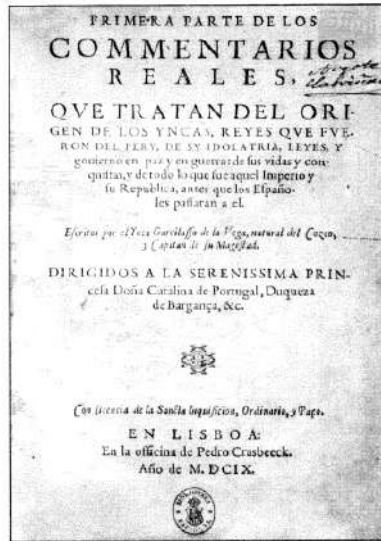 PRIMERA PARTE DE LOS
COMMENTARIOS
REALES,
QVE TRATAN DEL ORI-
GEN DE LOS YNCAS, REYES QVE FVE-
RON DEL PERV, DE SV IDOLATRIA, LEYES, Y
gouierno en paz y en guerra: de sus vidas y con-
quistas, y de todo lo que fue aquel Imperio y
su Republica, antes que los Españo-
les passaran a el.
Escritos por el Ynca Garcilasso de la Vega, natural del Cozco,
y Capitan de su Magestad.
DIRIGIDOS A LA SERENISSIMA PRIN-
cesa Doña Catalina de Portugal, Duqueza
de Bargança, &c.
Con licencia de la Sancta Inquisicion, Ordinario, y Paço.
EN LISBOA:
En la officina de Pedro Crasbeeck.
Año de M. DCIX.